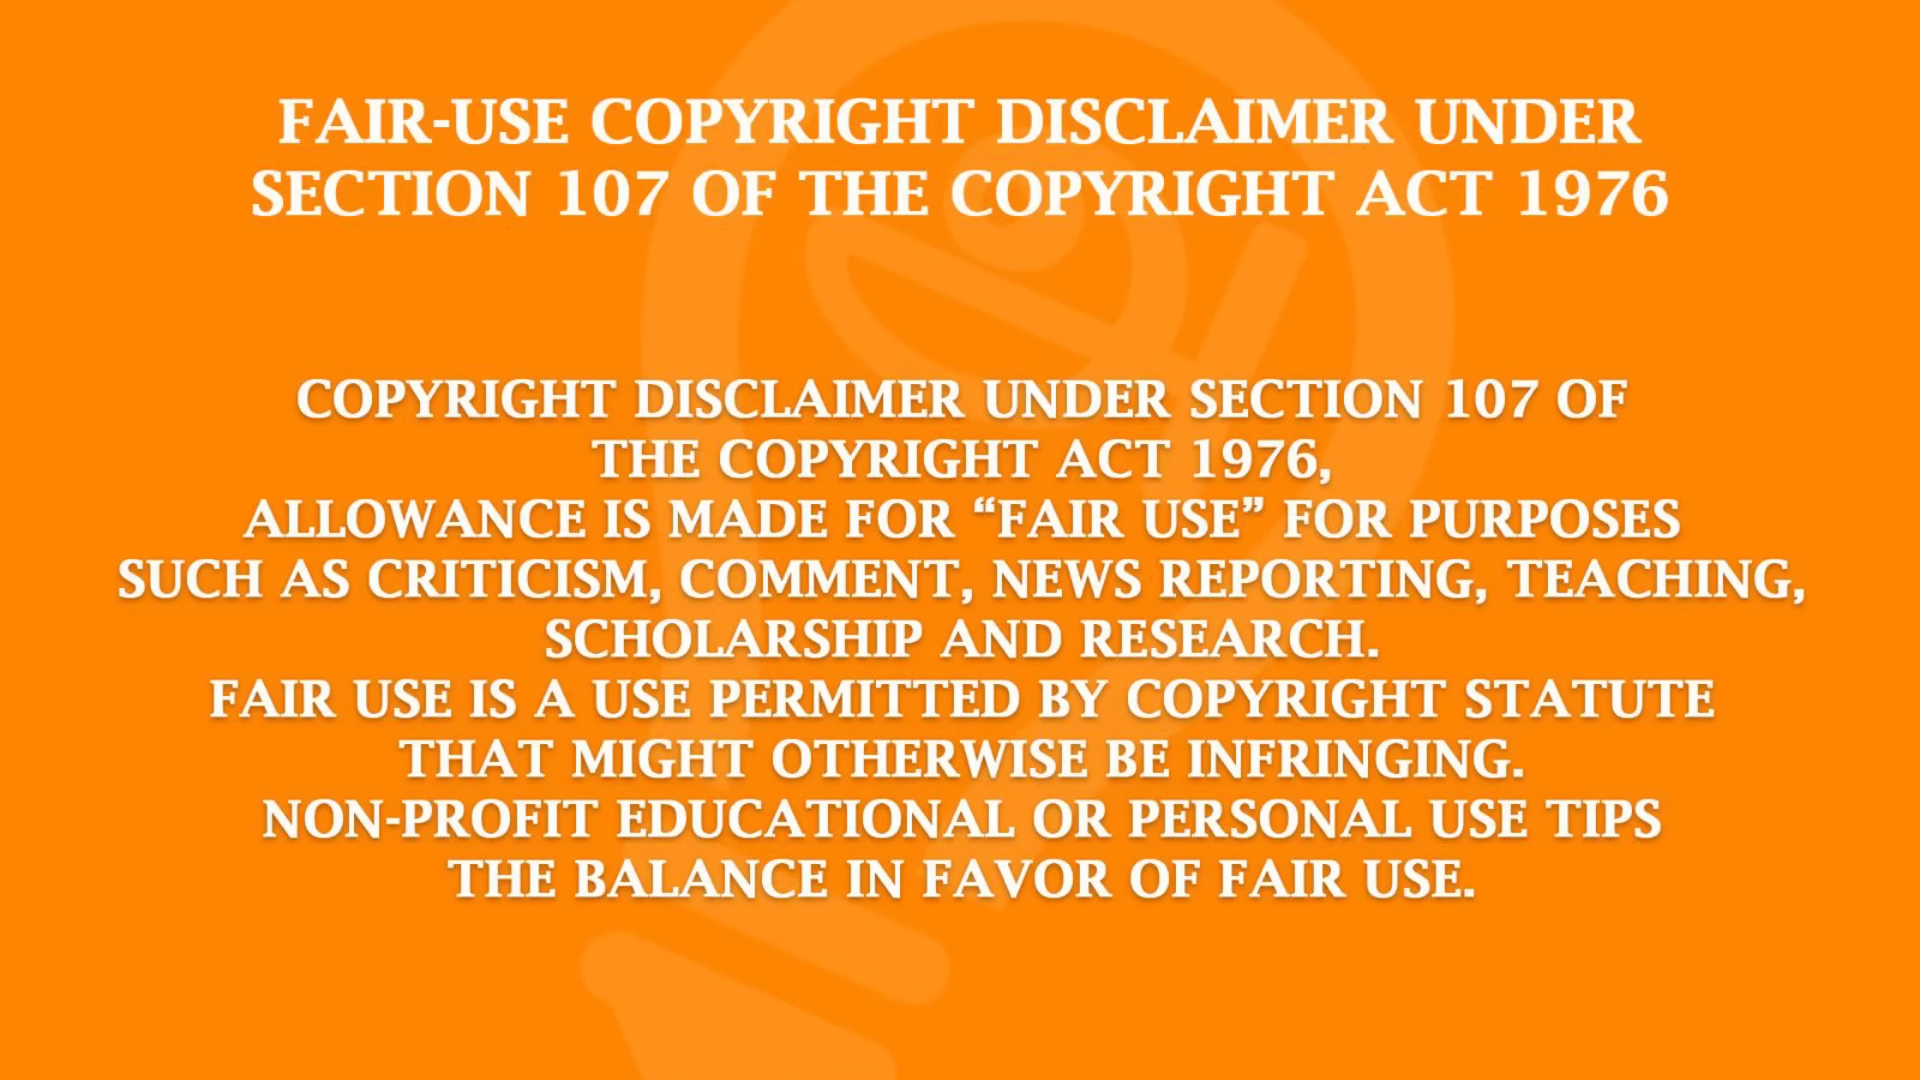 FAIR-USE COPYRIGHT DISCLAIMER UNDER
SECTION 107 OF THE COPYRIGHT ACT 1976
COPYRIGHT DISCLAIMER UNDER SECTION 107 OF
THE COPYRIGHT ACT 1976,
ALLOWANCE IS MADE FOR “FAIR USE” FOR PURPOSES
SUCH AS CRITICISM, COMMENT, NEWS REPORTING, TEACHING,
SCHOLARSHIP AND RESEARCH.
FAIR USE IS A USE PERMITTED BY COPYRIGHT STATUTE
THAT MIGHT OTHERWISE BE INFRINGING.
NON-PROFIT EDUCATIONAL OR PERSONAL USE TIPS
THE BALANCE IN FAVOR OF FAIR USE.